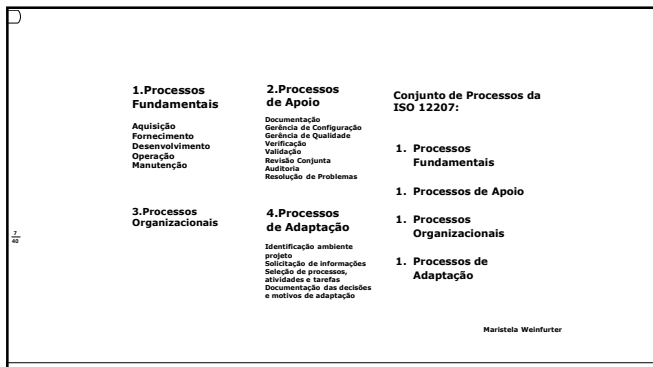 1.Processos
Fundamentais
Aquisição
Fornecimento
Desenvolvimento
Operação
Manutenção
2.Processos
de Apoio
Documentação
Gerência de Configuração
Gerência de Qualidade
Verificação
Validação
Revisão Conjunta
Auditoria
Resolução de Problemas
3.Processos
Organizacionais
4.Processos
de Adaptação
Identificação ambiente
projeto
Solicitação de informações
Seleção de processos,
atividades e tarefas
Documentação das decisões
e motivos de adaptação
Conjunto de Processos da
ISO 12207:
1. Processos
Fundamentais
1. Processos de Apoio
1. Processos
Organizacionais
1. Processos de
Adaptação
7
40
Maristela Weinfurter